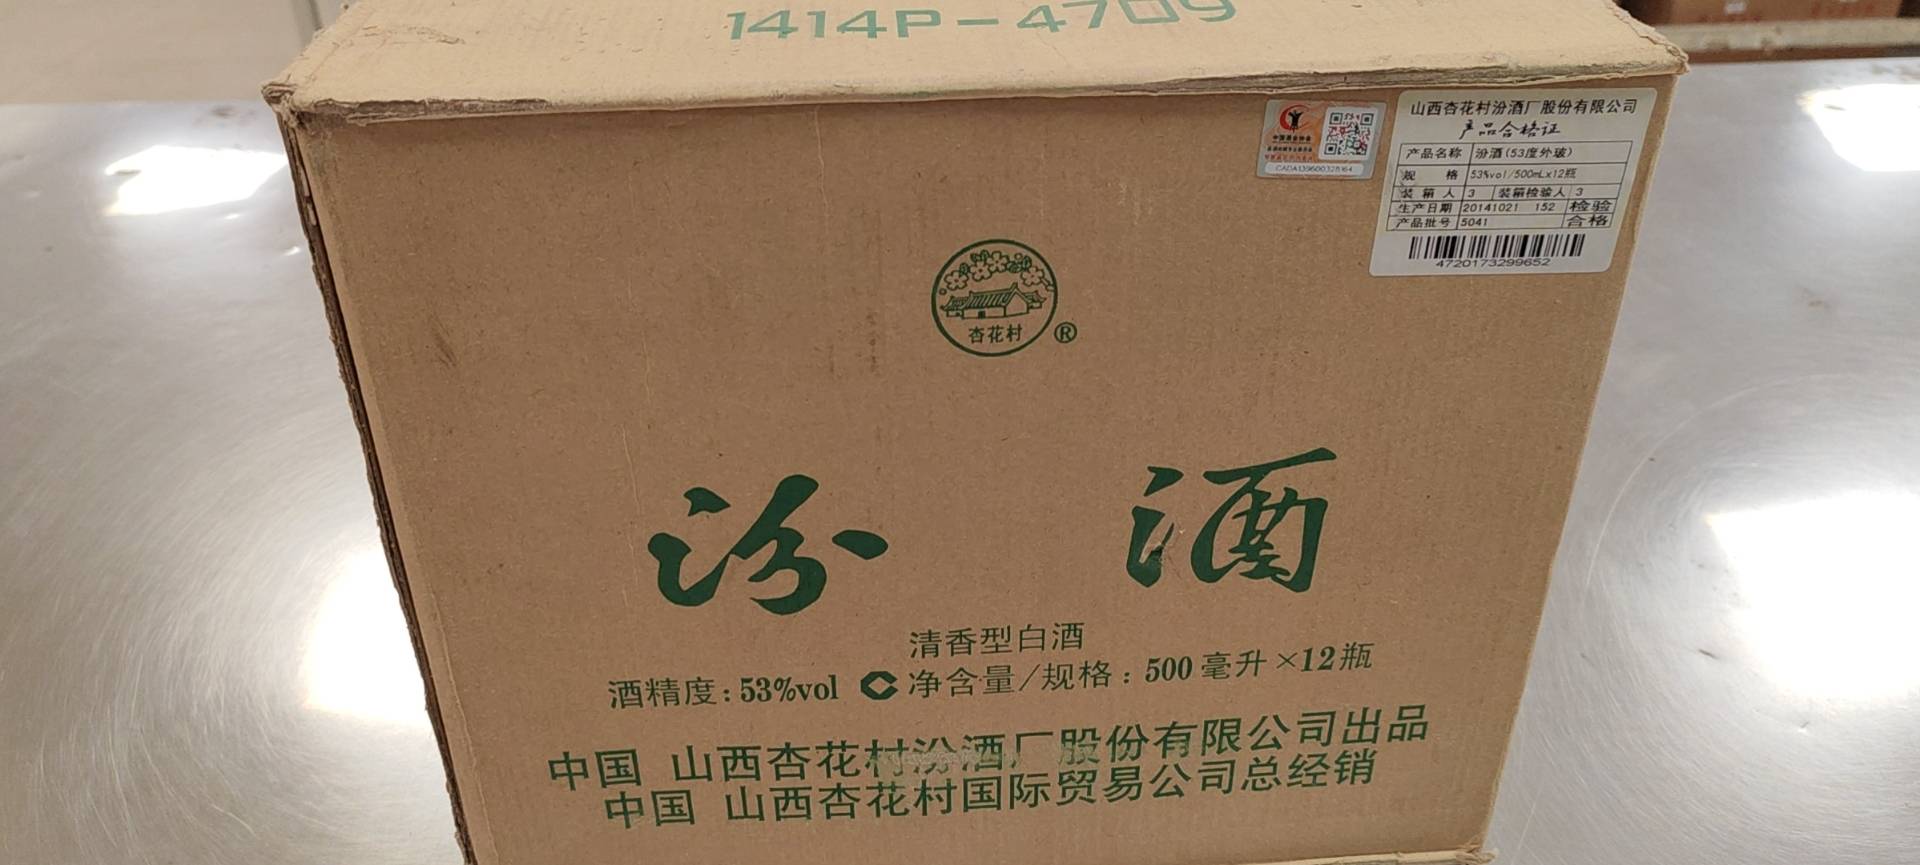 1414P-4709
中国酒业协会
CADA139600328064
山西杏花村汾酒厂股份有限公司
产品合格证
产品名称 汾酒(53度外玻)
规 格 53%vol/500mLx12瓶
装箱人 3 装箱检验人 3
生产日期 20141021 152 检验
产品批号 5041 合格
4720173299652
杏花村
®
汾 酒
清香型白酒
酒精度:53%vol 净含量/规格:500毫升×12瓶
中国 山西杏花村汾酒厂股份有限公司出品
中国 山西杏花村国际贸易公司总经销